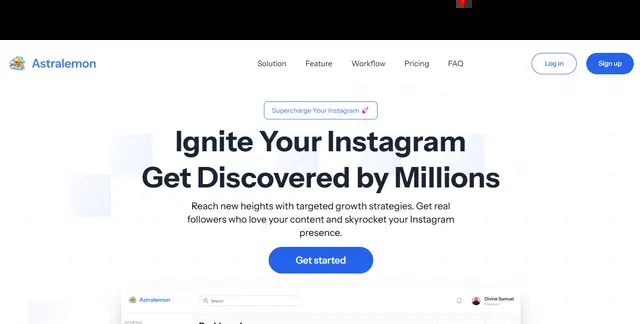 Astralemon
Solution Feature Workflow Pricing FAQ
Log in
Sign up
Supercharge Your Instagram 🚀
Ignite Your Instagram
Get Discovered by Millions
Reach new heights with targeted growth strategies. Get real
followers who love your content and skyrocket your Instagram
presence.
Get started
Astralemon
Search
Divine Samuel